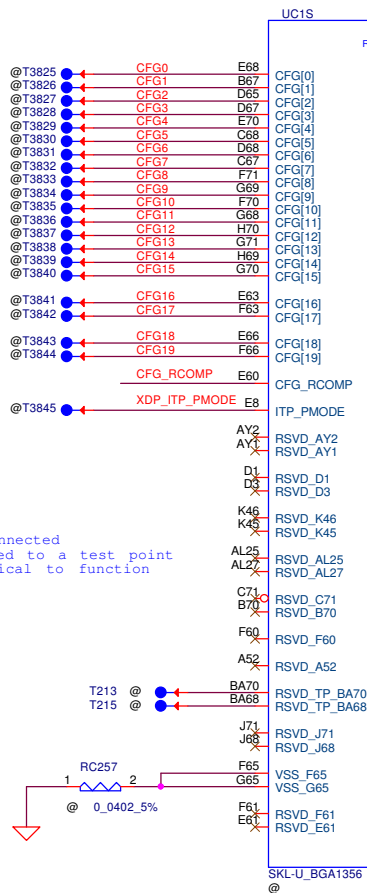 UC1S
@T3825 CFG0 E68 CFG[0]
@T3826 CFG1 B67 CFG[1]
@T3827 CFG2 D65 CFG[2]
@T3828 CFG3 D67 CFG[3]
@T3829 CFG4 E70 CFG[4]
@T3830 CFG5 C68 CFG[5]
@T3831 CFG6 D68 CFG[6]
@T3832 CFG7 C67 CFG[7]
@T3833 CFG8 F71 CFG[8]
@T3834 CFG9 G69 CFG[9]
@T3835 CFG10 F70 CFG[10]
@T3836 CFG11 G68 CFG[11]
@T3837 CFG12 H70 CFG[12]
@T3838 CFG13 G71 CFG[13]
@T3839 CFG14 H69 CFG[14]
@T3840 CFG15 G70 CFG[15]
@T3841 CFG16 E63 CFG[16]
@T3842 CFG17 F63 CFG[17]
@T3843 CFG18 E66 CFG[18]
@T3844 CFG19 F66 CFG[19]
CFG_RCOMP E60 CFG_RCOMP
@T3845 XDP_ITP_PMODE E8 ITP_PMODE
AY2 RSVD_AY2
AY1 RSVD_AY1
D1 RSVD_D1
D3 RSVD_D3
K46 RSVD_K46
K45 RSVD_K45
nnected
ed to a test point
ical to function
AL25 RSVD_AL25
AL27 RSVD_AL27
C71 RSVD_C71
B70 RSVD_B70
F60 RSVD_F60
A52 RSVD_A52
T213 @ BA70 RSVD_TP_BA70
T215 @ BA68 RSVD_TP_BA68
J71 RSVD_J71
J68 RSVD_J68
F65 VSS_F65
RC257 G65 VSS_G65
1 2
@ 0_0402_5%
F61 RSVD_F61
E61 RSVD_E61
SKL-U_BGA1356
@